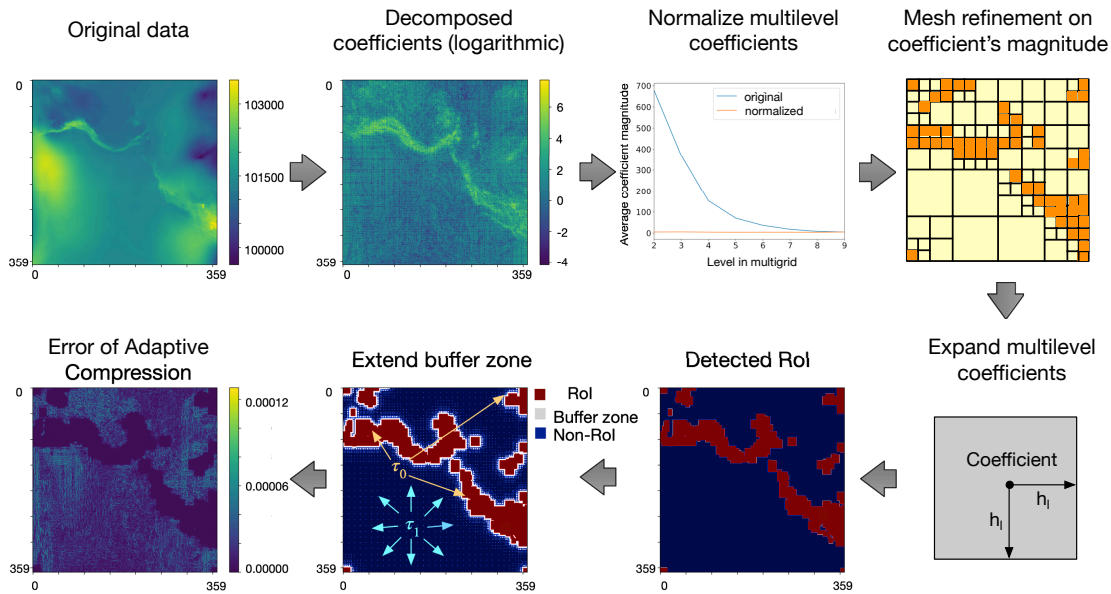 Original data
0
359
0
359
103000
101500
100000
Decomposed
coefficients (logarithmic)
0
359
0
359
6
4
2
0
-2
-4
Normalize multilevel
coefficients
Average coefficient magnitude
700
600
500
400
300
200
100
0
2
3
4
5
6
7
8
9
Level in multigrid
original
normalized
Mesh refinement on
coefficient's magnitude
Error of Adaptive
Compression
0
359
0
359
0.00012
0.00006
0.00000
Extend buffer zone
0
359
0
359
τ0
τ1
RoI
Buffer zone
Non-RoI
Detected RoI
0
359
0
359
Expand multilevel
coefficients
Coefficient
hl
hl